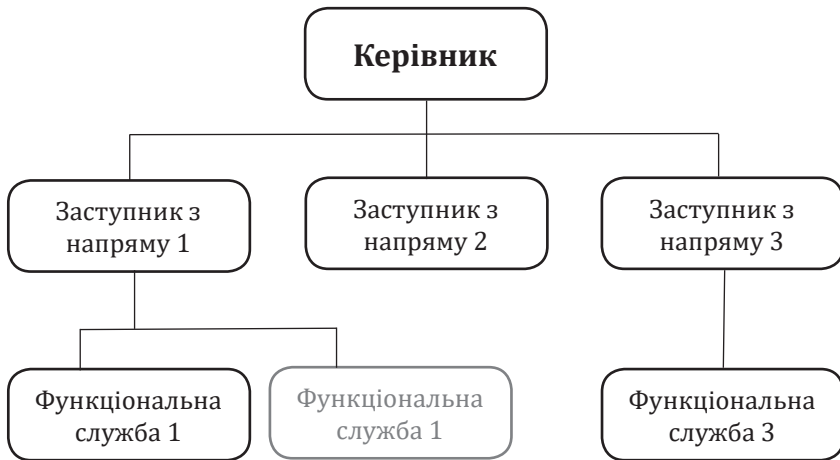 Керівник
Заступник з
напряму 1
Заступник з
напряму 2
Заступник з
напряму 3
Функціональна
служба 1
Функціональна
служба 1
Функціональна
служба 3